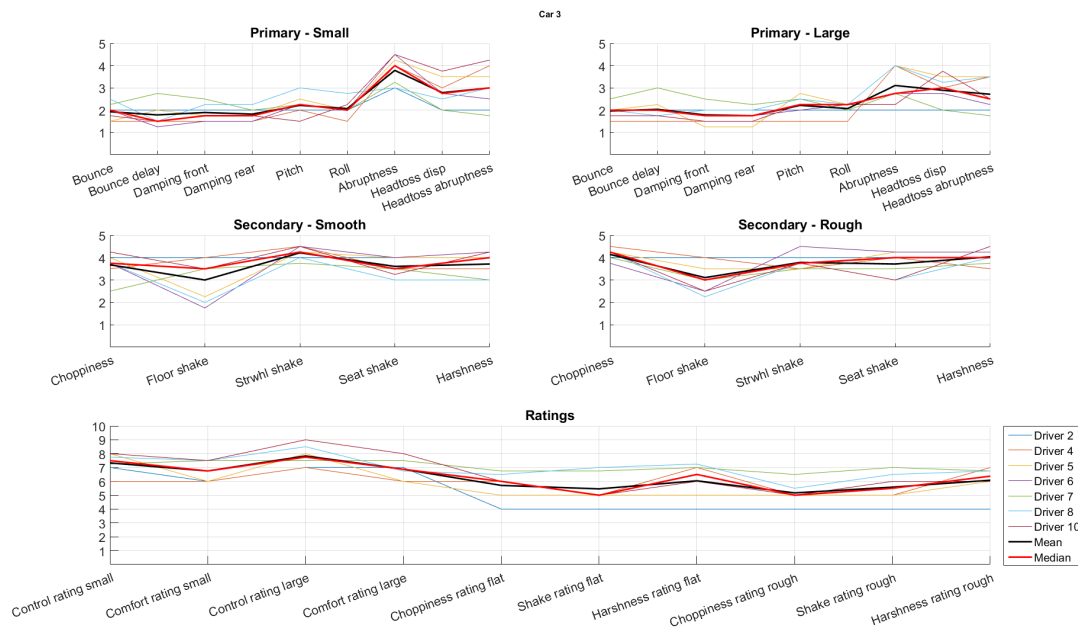 Car 3
Primary - Small
5
4
3
2
1
Bounce
Bounce delay
Damping front
Damping rear
Pitch
Roll
Abruptness
Headtoss disp
Headtoss abruptness
Primary - Large
5
4
3
2
1
Bounce
Bounce delay
Damping front
Damping rear
Pitch
Roll
Abruptness
Headtoss disp
Headtoss abruptness
Secondary - Smooth
5
4
3
2
1
Choppiness
Floor shake
Strwhl shake
Seat shake
Harshness
Secondary - Rough
5
4
3
2
1
Choppiness
Floor shake
Strwhl shake
Seat shake
Harshness
Ratings
10
9
8
7
6
5
4
3
2
1
Control rating small
Comfort rating small
Control rating large
Comfort rating large
Choppiness rating flat
Shake rating flat
Harshness rating flat
Choppiness rating rough
Shake rating rough
Harshness rating rough
Driver 2
Driver 4
Driver 5
Driver 6
Driver 7
Driver 8
Driver 10
Mean
Median